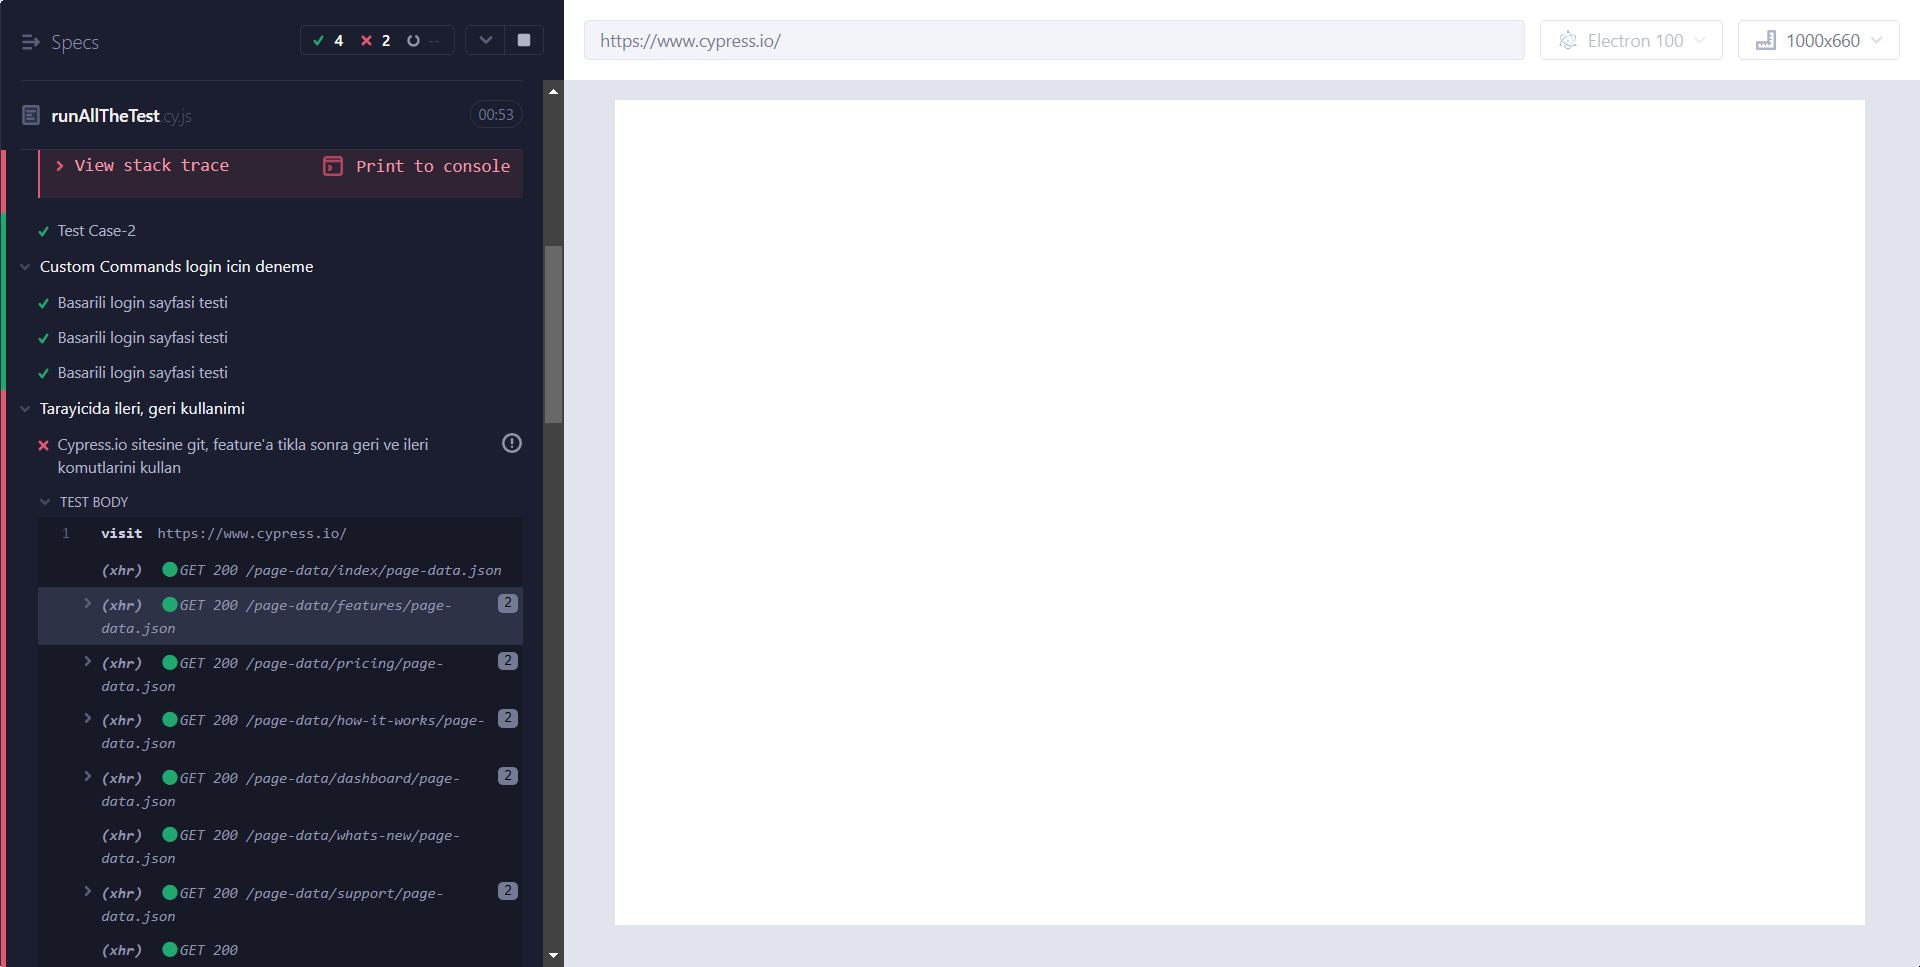 Specs
4 2 --
https://www.cypress.io/
Electron 100
1000x660
runAllTheTest.cy.js
00:53
View stack trace
Print to console
Test Case-2
Custom Commands login icin deneme
Basarili login sayfasi testi
Basarili login sayfasi testi
Basarili login sayfasi testi
Tarayicida ileri, geri kullanimi
Cypress.io sitesine git, feature'a tikla sonra geri ve ileri
komutlarini kullan
TEST BODY
1 visit https://www.cypress.io/
(xhr) GET 200 /page-data/index/page-data.json
(xhr) GET 200 /page-data/features/page- 2
data.json
(xhr) GET 200 /page-data/pricing/page- 2
data.json
(xhr) GET 200 /page-data/how-it-works/page- 2
data.json
(xhr) GET 200 /page-data/dashboard/page- 2
data.json
(xhr) GET 200 /page-data/whats-new/page-
data.json
(xhr) GET 200 /page-data/support/page- 2
data.json
(xhr) GET 200